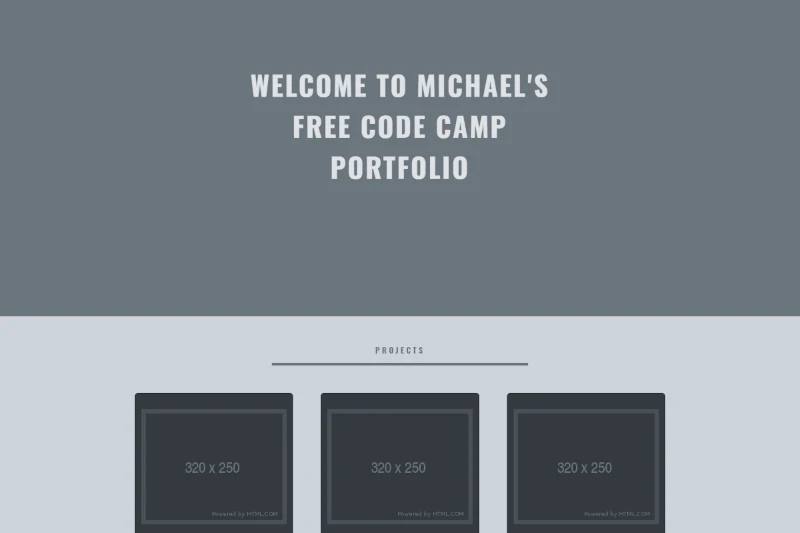 WELCOME TO MICHAEL'S
FREE CODE CAMP
PORTFOLIO
PROJECTS
320 x 250
Powered by HTML.COM
320 x 250
Powered by HTML.COM
320 x 250
Powered by HTML.COM